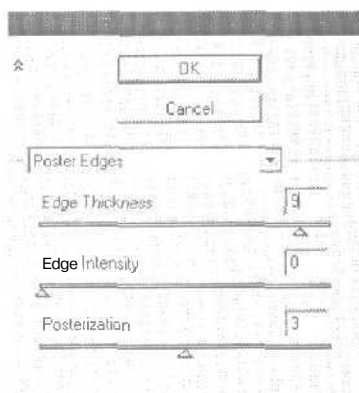 OK
Cancel
Poster Edges
Edge Thickness 9
Edge Intensity 0
Posterization 3